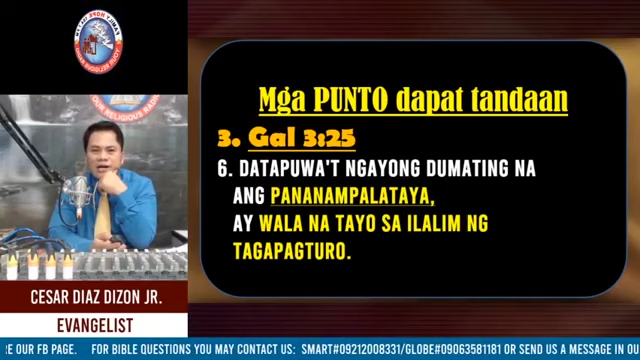 Mga PUNTO dapat tandaan
3. Gal 3:25
6. DATAPUWA'T NGAYONG DUMATING NA
ANG PANANAMPALATAYA,
AY WALA NA TAYO SA ILALIM NG
TAGAPAGTURO.
CESAR DIAZ DIZON JR.
EVANGELIST
RE OUR FB PAGE. FOR BIBLE QUESTIONS YOU MAY CONTACT US: SMART#09212008331/GLOBE#09063581181 OR SEND US A MESSAGE IN OU